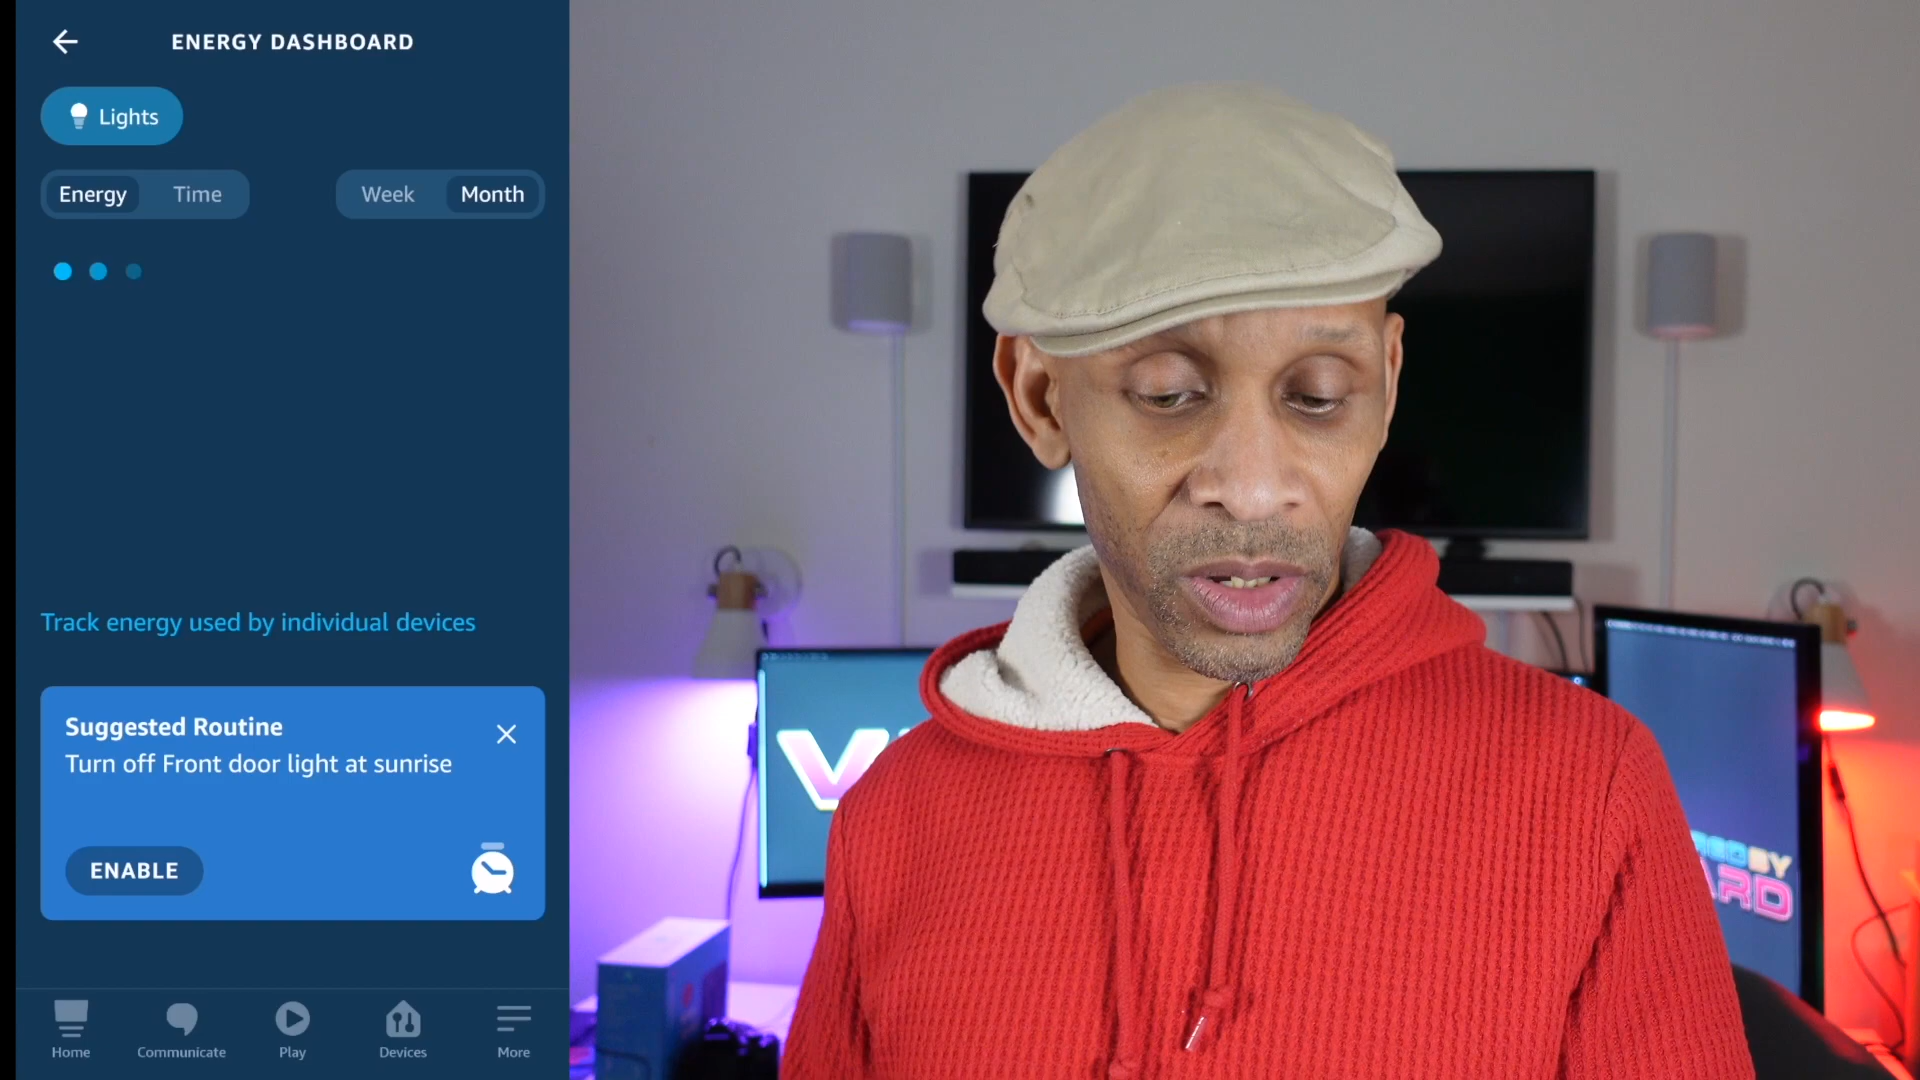 ENERGY DASHBOARD
Lights
Energy Time Week Month
Track energy used by individual devices
Suggested Routine
Turn off Front door light at sunrise
ENABLE
Home Communicate Play Devices More